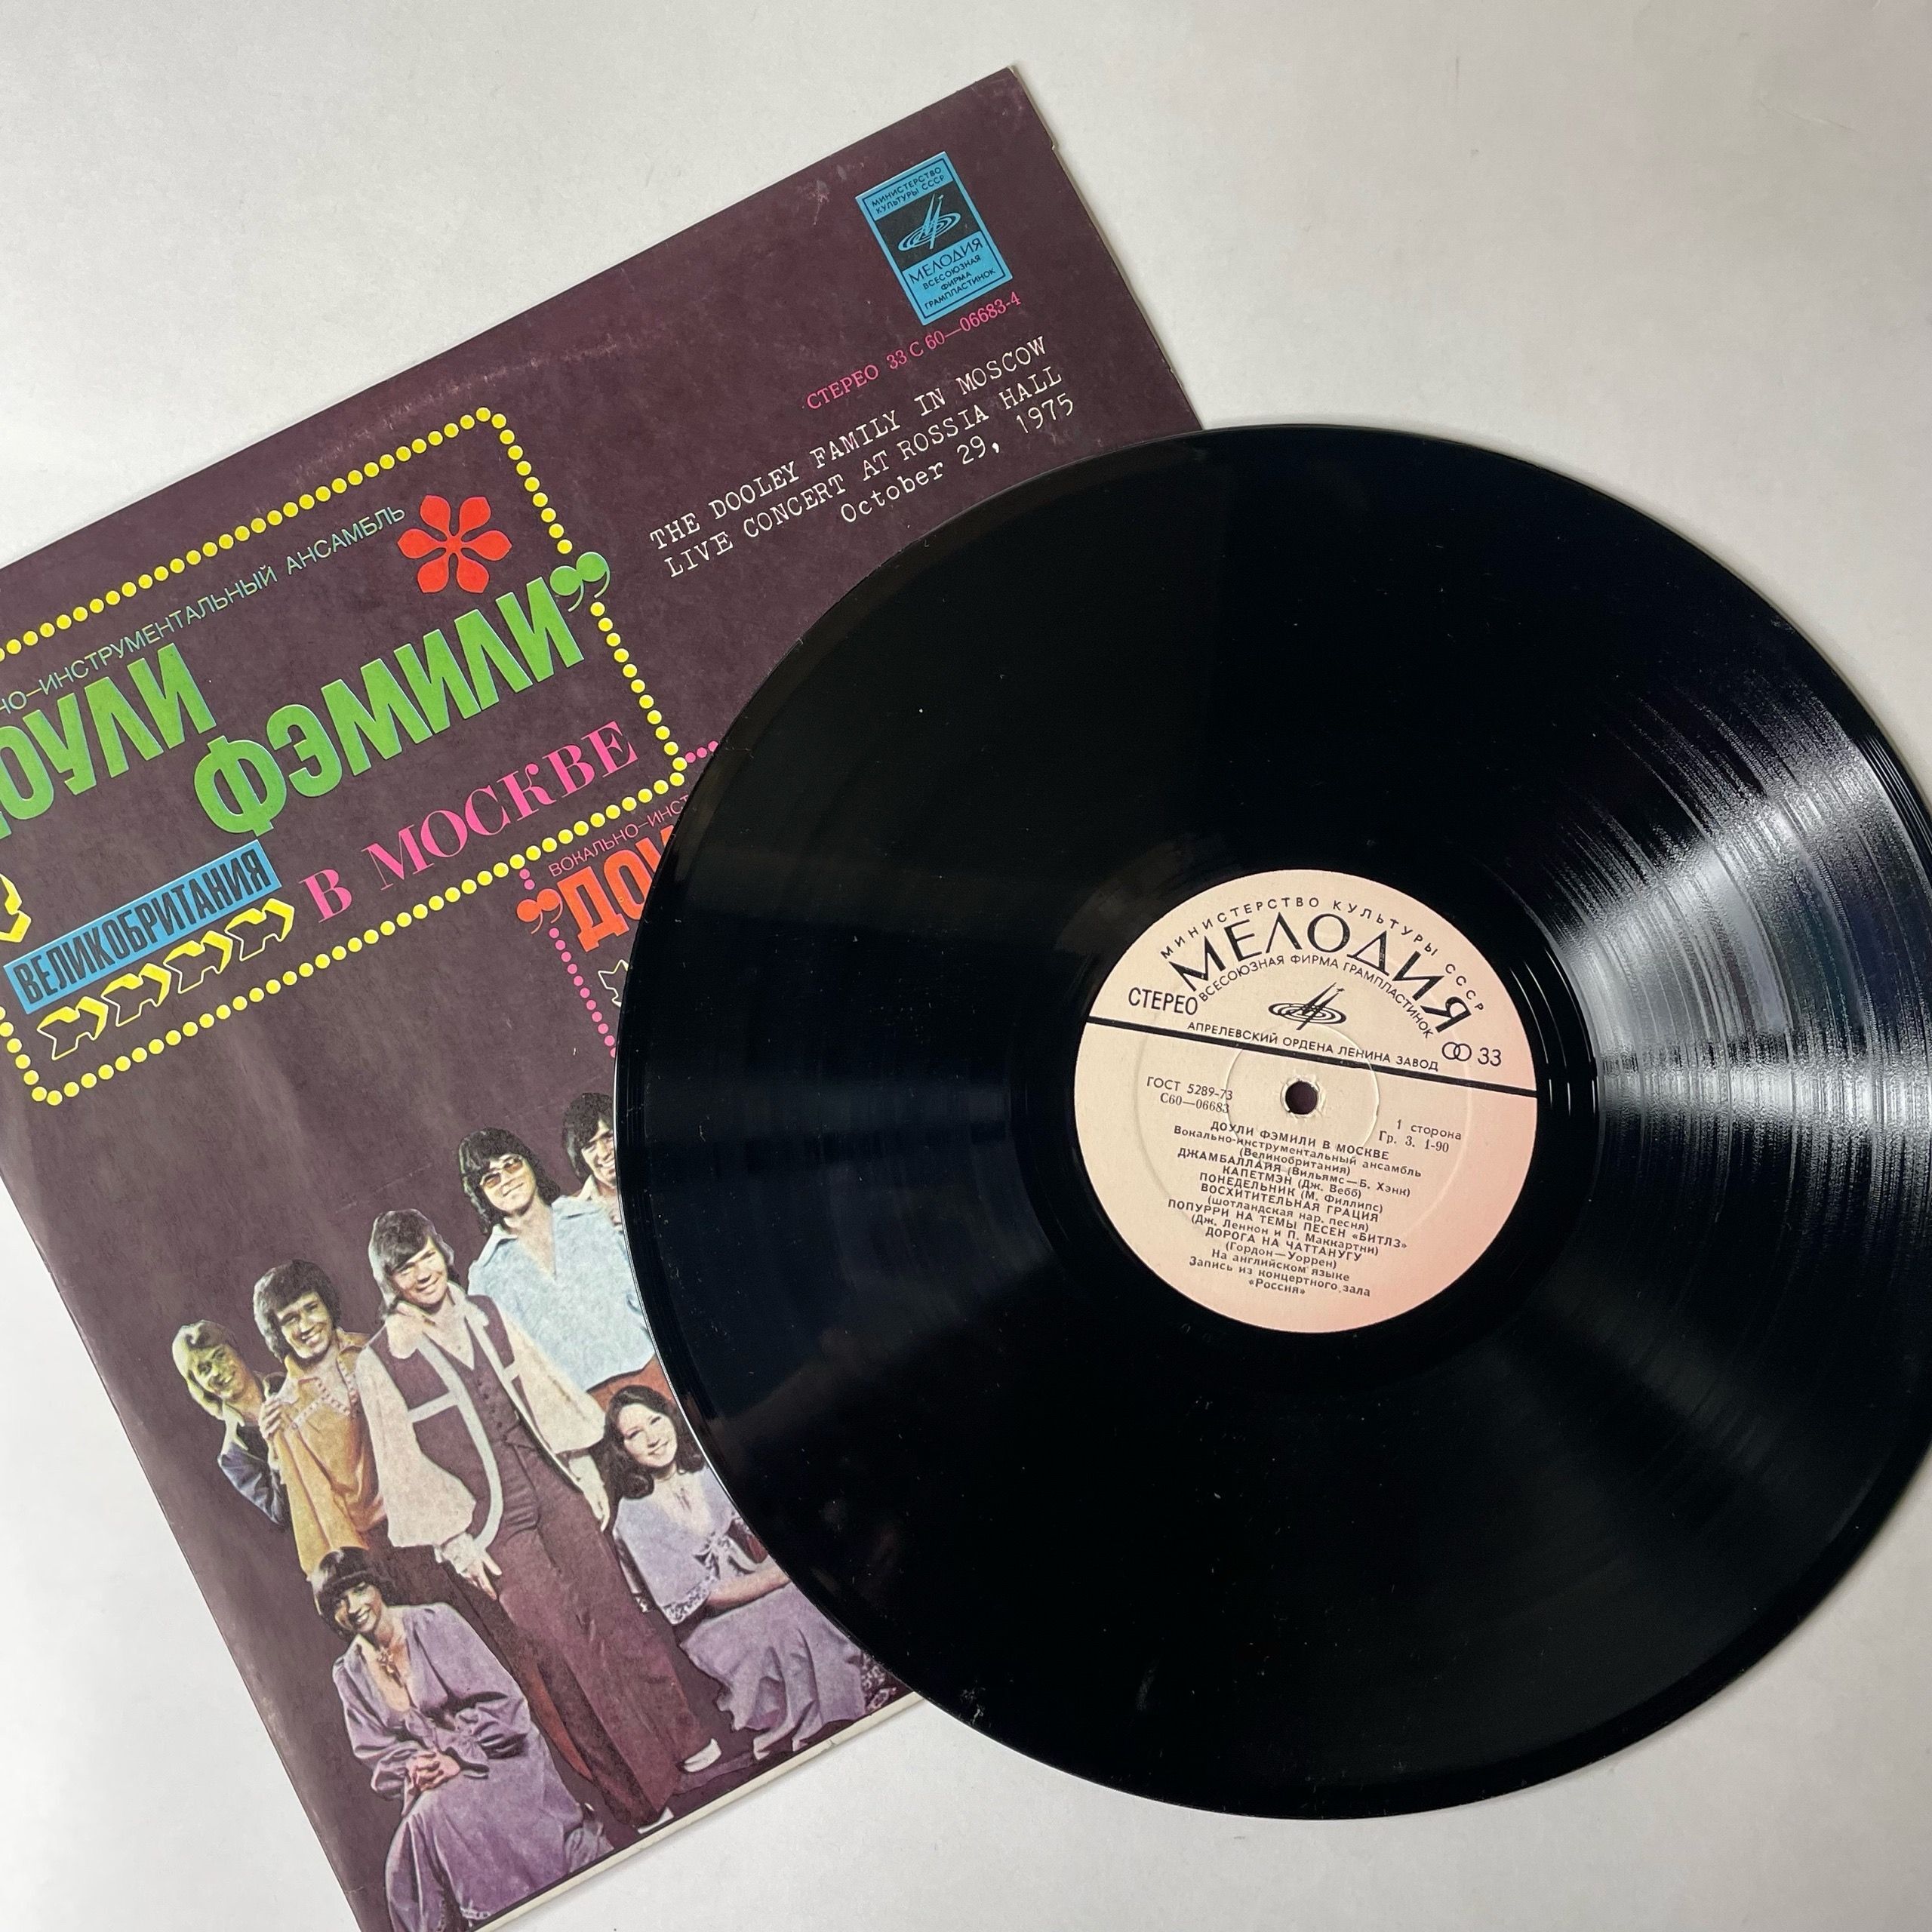 МИНИСТЕРСТВО
КУЛЬТУРЫ СССР
МЕЛОДИЯ
ВСЕСОЮЗНАЯ
ФИРМА
ГРАМПЛАСТИНОК
СТЕРЕО 33 С 60—06683-4
THE DOOLEY FAMILY IN MOSCOW
LIVE CONCERT AT ROSSIA HALL
October 29, 1975
НО—ИНСТРУМЕНТАЛЬНЫЙ АНСАМБЛЬ
ОУЛИ
ФЭМИЛИ”
ВЕЛИКОБРИТАНИЯ
В МОСКВЕ
ВОКАЛЬНО—ИНСТ
“ДОУ
МИНИСТЕРСТВО КУЛЬТУРЫ СССР
МЕЛОДИЯ
ВСЕСОЮЗНАЯ ФИРМА ГРАМПЛАСТИНОК
СТЕРЕО
33
АПРЕЛЕВСКИЙ ОРДЕНА ЛЕНИНА ЗАВОД
ГОСТ 5289-73
С60—06683
1 сторона
Гр. 3. 1-90
ДОУЛИ ФЭМИЛИ В МОСКВЕ
Вокально-инструментальный ансамбль
(Великобритания)
ДЖАМБАЛЛАЙЯ (Вильямс—Б. Хэнк)
КАПЕТМЭН (Дж. Вебб)
ПОНЕДЕЛЬНИК (М. Филлипс)
ВОСХИТИТЕЛЬНАЯ ГРАЦИЯ
(шотландская нар. песня)
ПОПУРРИ НА ТЕМЫ ПЕСЕН «БИТЛЗ»
(Дж. Леннон и П. Маккартни)
ДОРОГА НА ЧАТТАНУГУ
(Гордон—Уоррен)
На английском языке
Запись из концертного зала
«Россия»